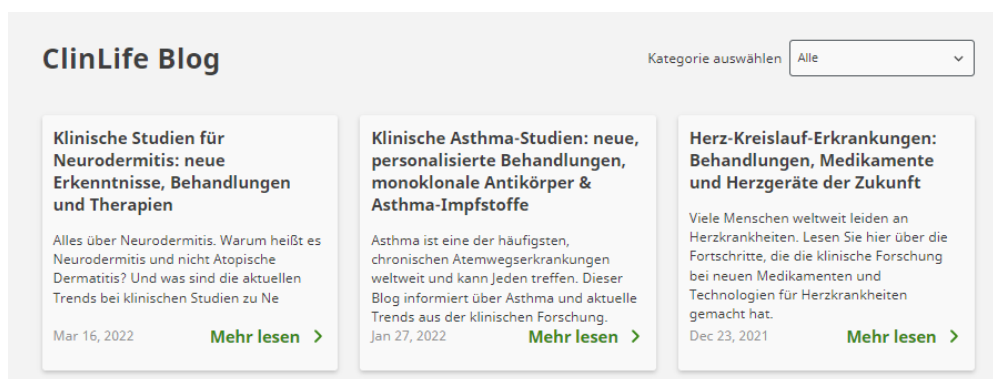 ClinLife Blog
Kategorie auswählen
Alle
Klinische Studien für
Neurodermitis: neue
Erkenntnisse, Behandlungen
und Therapien
Alles über Neurodermitis. Warum heißt es
Neurodermitis und nicht Atopische
Dermatitis? Und was sind die aktuellen
Trends bei klinischen Studien zu Ne
Mar 16, 2022
Mehr lesen
Klinische Asthma-Studien: neue,
personalisierte Behandlungen,
monoklonale Antikörper &
Asthma-Impfstoffe
Asthma ist eine der häufigsten,
chronischen Atemwegserkrankungen
weltweit und kann Jeden treffen. Dieser
Blog informiert über Asthma und aktuelle
Trends aus der klinischen Forschung.
Jan 27, 2022
Mehr lesen
Herz-Kreislauf-Erkrankungen:
Behandlungen, Medikamente
und Herzgeräte der Zukunft
Viele Menschen weltweit leiden an
Herzkrankheiten. Lesen Sie hier über die
Fortschritte, die die klinische Forschung
bei neuen Medikamenten und
Technologien für Herzkrankheiten
gemacht hat.
Dec 23, 2021
Mehr lesen